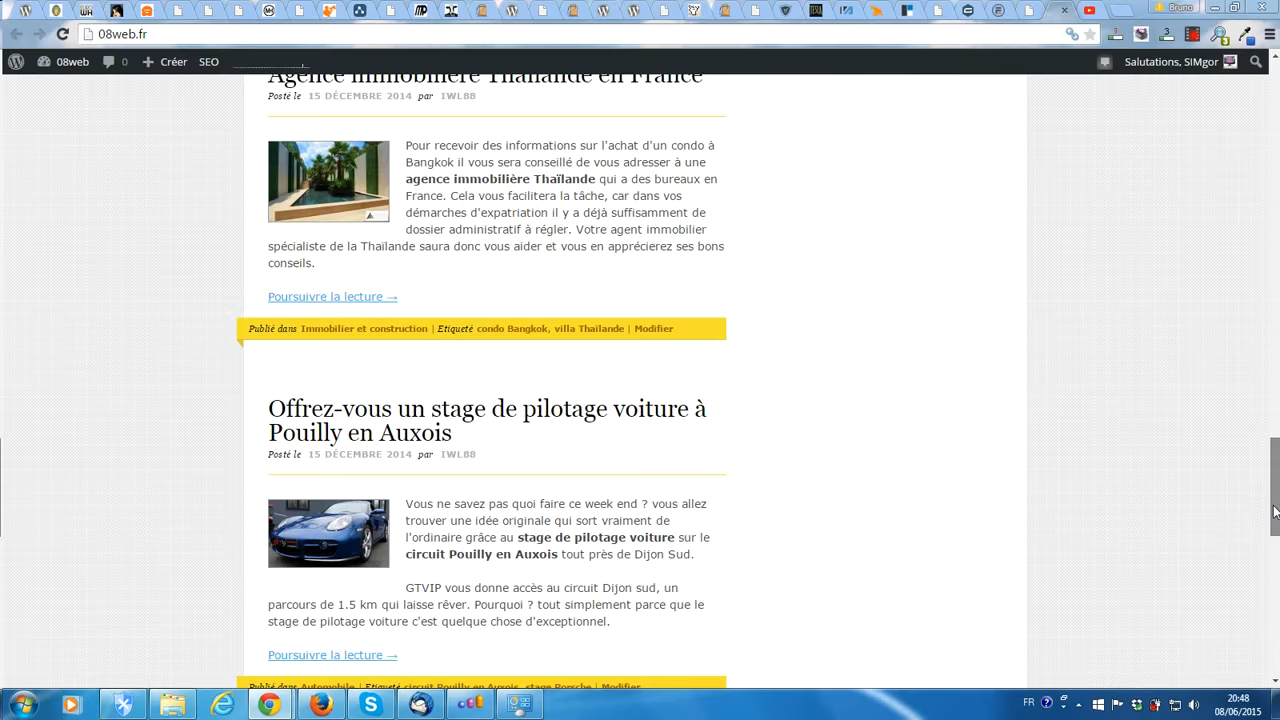 Bruno
08web.fr
3
3
3
08web 0 Créer SEO
Salutations, SIMgor
Agence immobilière Thaïlande en France
Posté le 15 DÉCEMBRE 2014 par IWL88
Pour recevoir des informations sur l'achat d'un condo à
Bangkok il vous sera conseillé de vous adresser à une
agence immobilière Thaïlande qui a des bureaux en
France. Cela vous facilitera la tâche, car dans vos
démarches d'expatriation il y a déjà suffisamment de
dossier administratif à régler. Votre agent immobilier
spécialiste de la Thaïlande saura donc vous aider et vous en apprécierez ses bons
conseils.
Poursuivre la lecture →
Publié dans Immobilier et construction | Etiqueté condo Bangkok, villa Thaïlande | Modifier
Offrez-vous un stage de pilotage voiture à
Pouilly en Auxois
Posté le 15 DÉCEMBRE 2014 par IWL88
Vous ne savez pas quoi faire ce week end ? vous allez
trouver une idée originale qui sort vraiment de
l'ordinaire grâce au stage de pilotage voiture sur le
circuit Pouilly en Auxois tout près de Dijon Sud.
GTVIP vous donne accès au circuit Dijon sud, un
parcours de 1.5 km qui laisse rêver. Pourquoi ? tout simplement parce que le
stage de pilotage voiture c'est quelque chose d'exceptionnel.
Poursuivre la lecture →
Publié dans Automobile | Etiqueté circuit Pouilly en Auxois, stage Porsche | Modifier
FR
20:48
08/06/2015